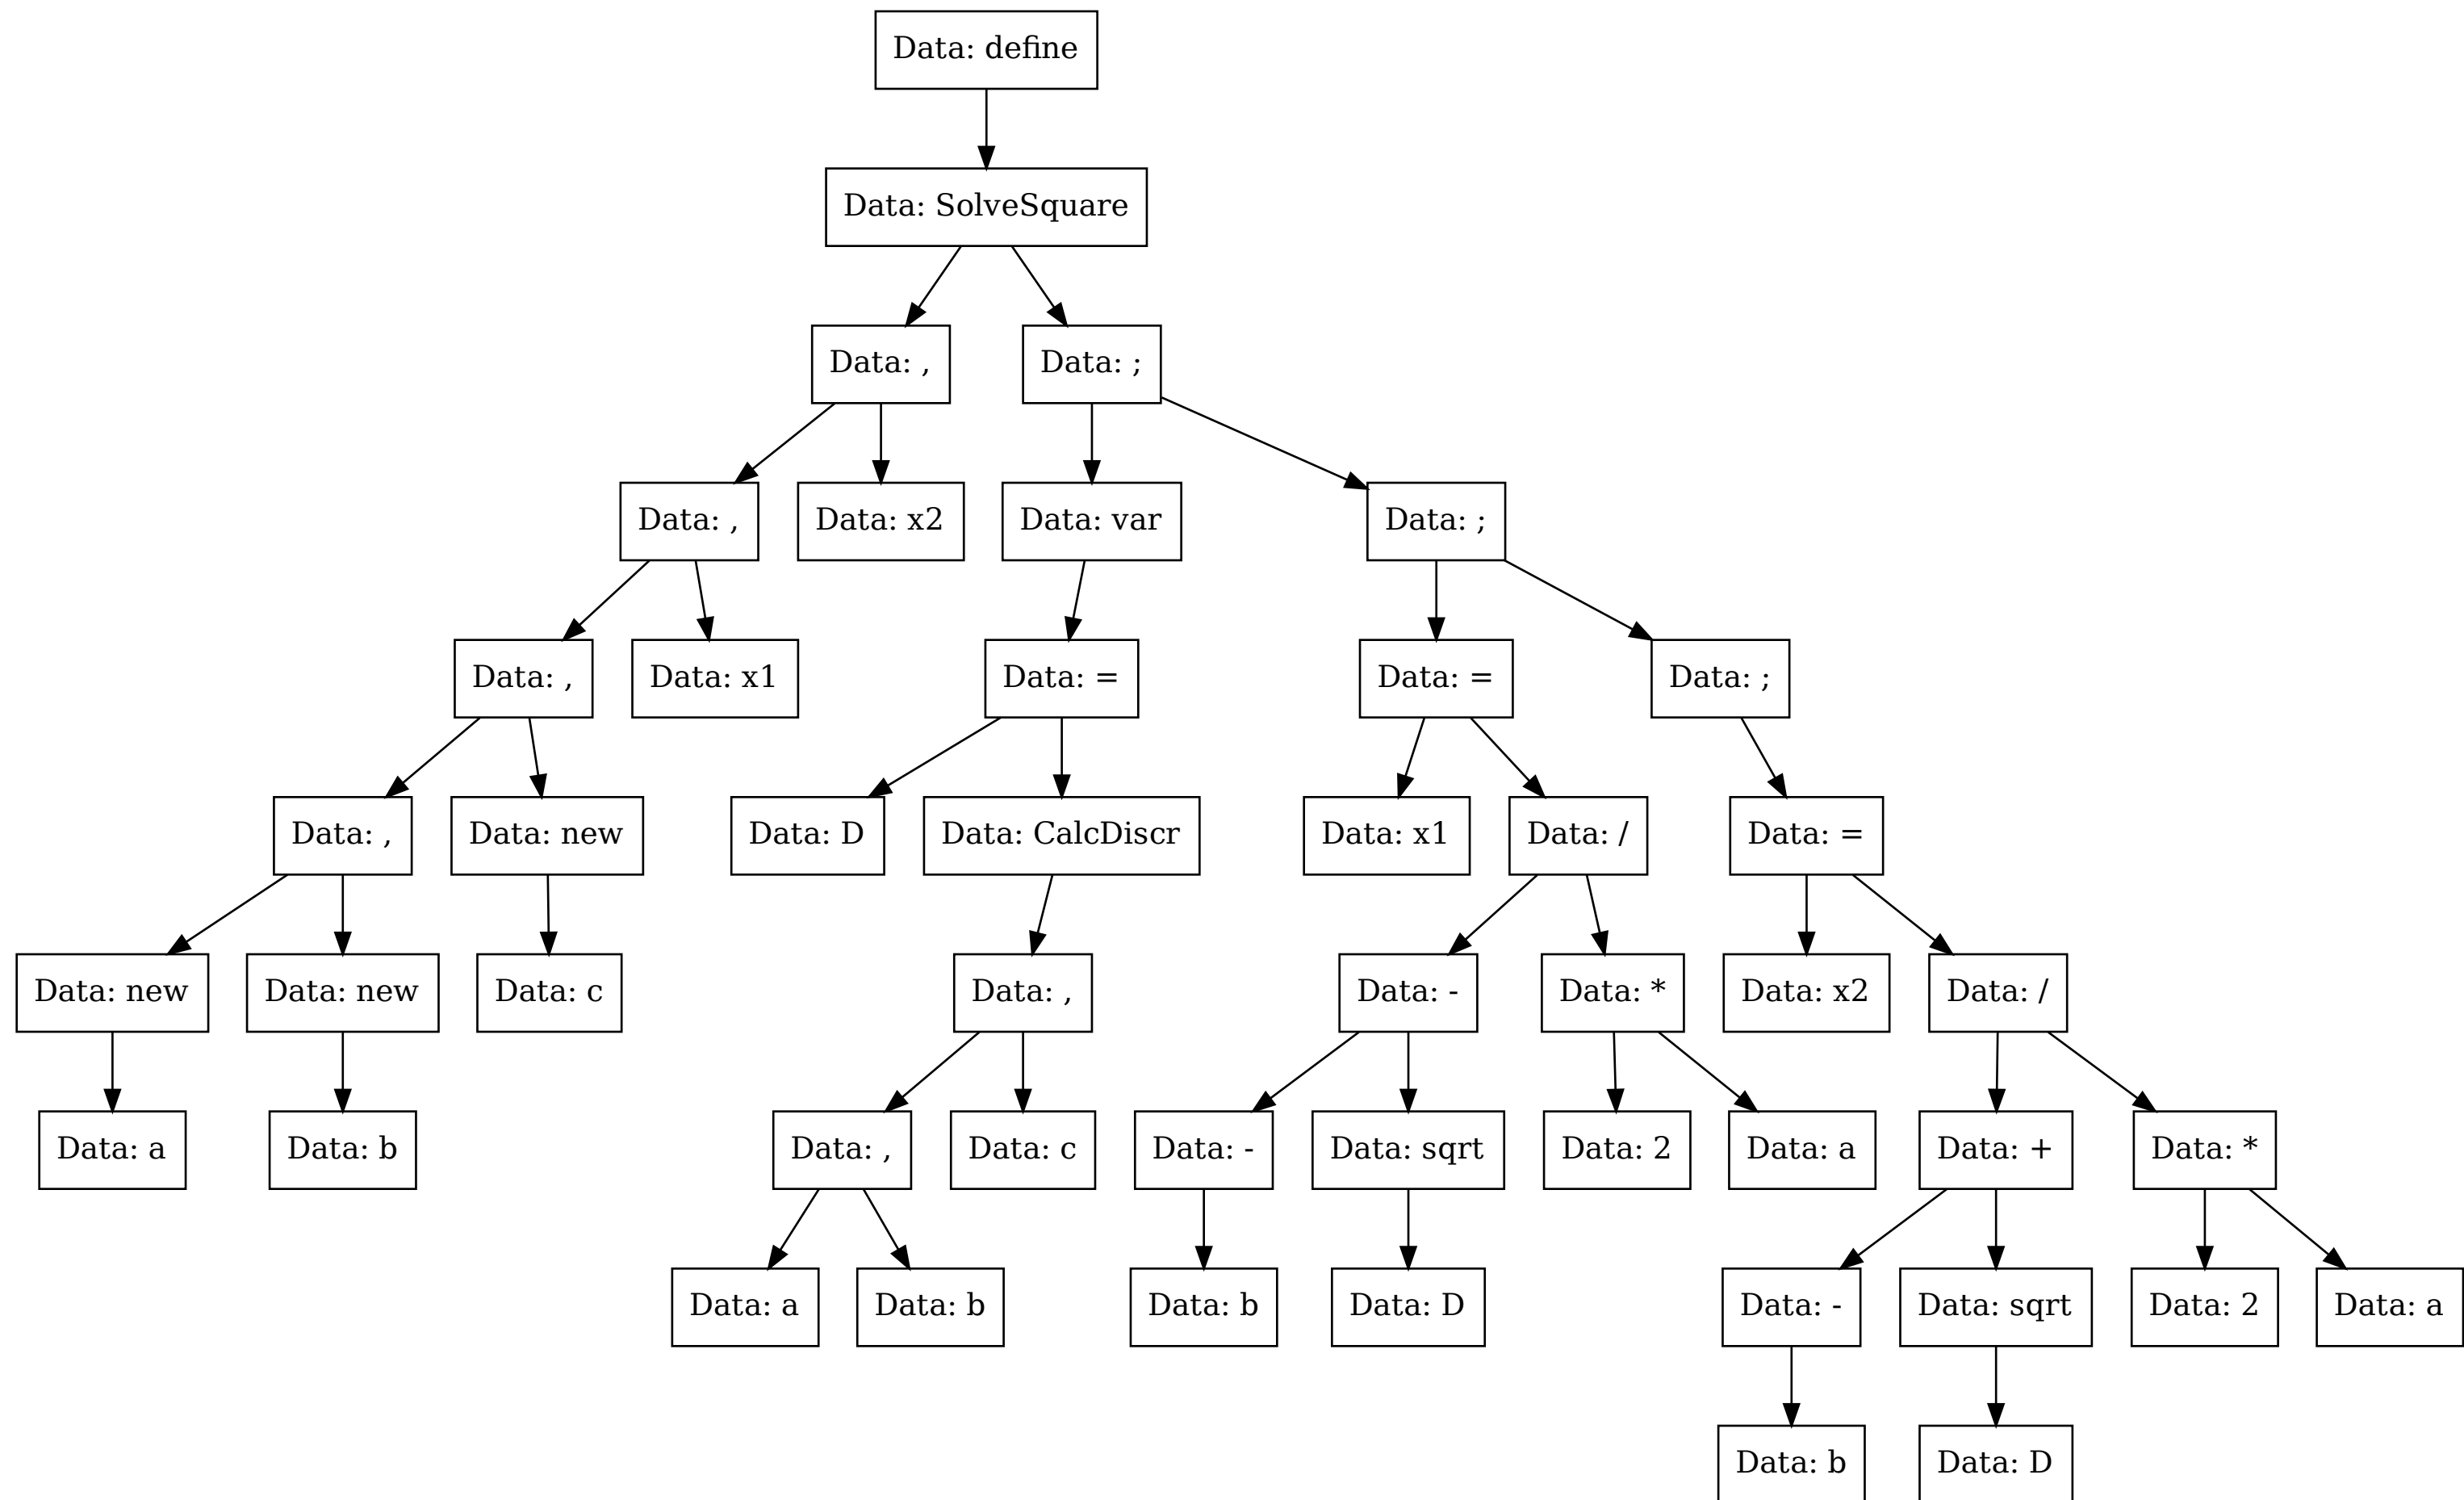 Data: define
Data: SolveSquare
Data: ,
Data: ;
Data: ,
Data: x2
Data: var
Data: ;
Data: ,
Data: x1
Data: =
Data: =
Data: ;
Data: ,
Data: new
Data: D
Data: CalcDiscr
Data: x1
Data: /
Data: =
Data: new
Data: new
Data: c
Data: ,
Data: -
Data: *
Data: x2
Data: /
Data: a
Data: b
Data: ,
Data: c
Data: -
Data: sqrt
Data: 2
Data: a
Data: +
Data: *
Data: a
Data: b
Data: b
Data: D
Data: -
Data: sqrt
Data: 2
Data: a
Data: b
Data: D